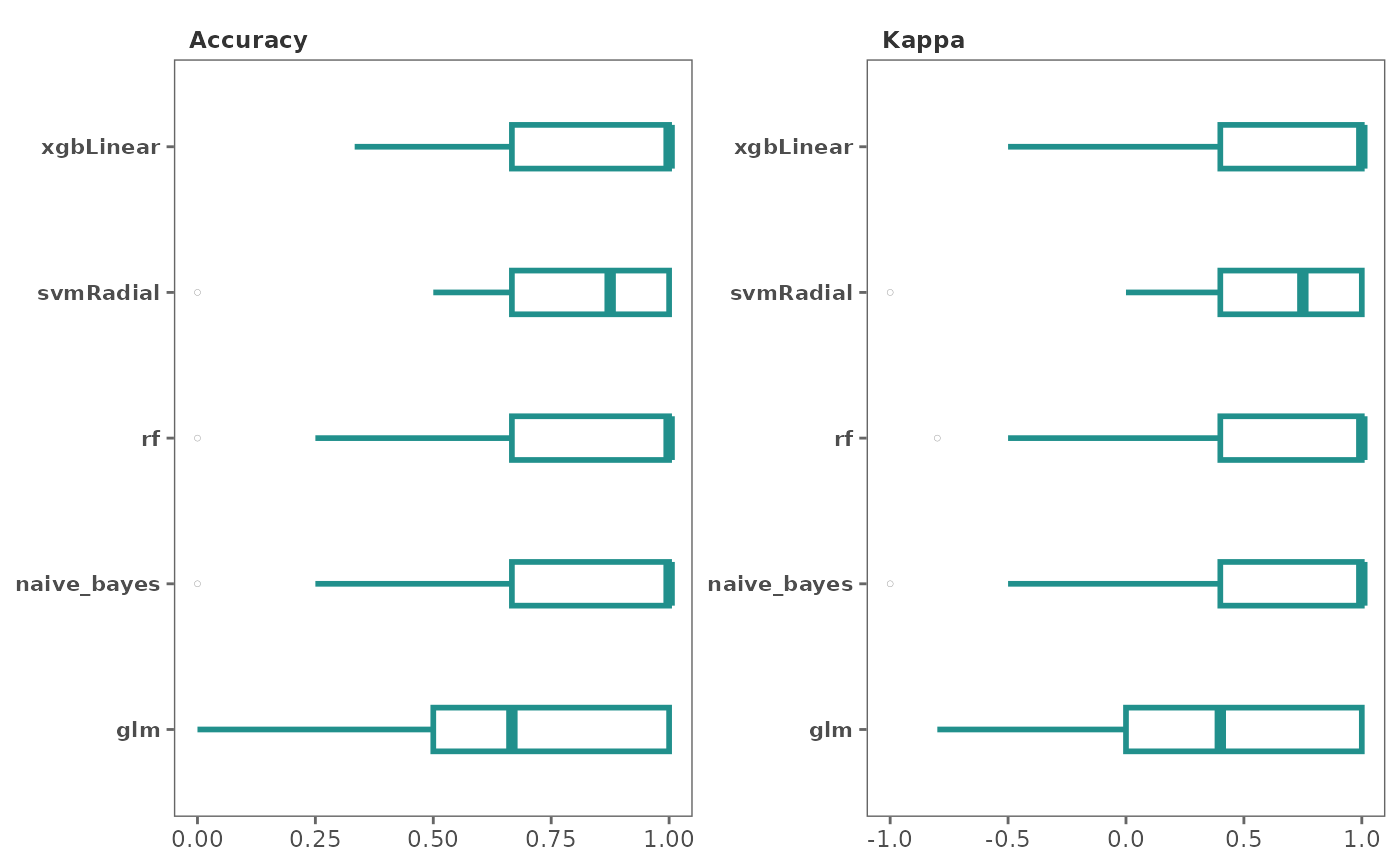 Accuracy
xgbLinear
svmRadial
rf
naive_bayes
glm
0.00 0.25 0.50 0.75 1.00
Kappa
xgbLinear
svmRadial
rf
naive_bayes
glm
-1.0 -0.5 0.0 0.5 1.0